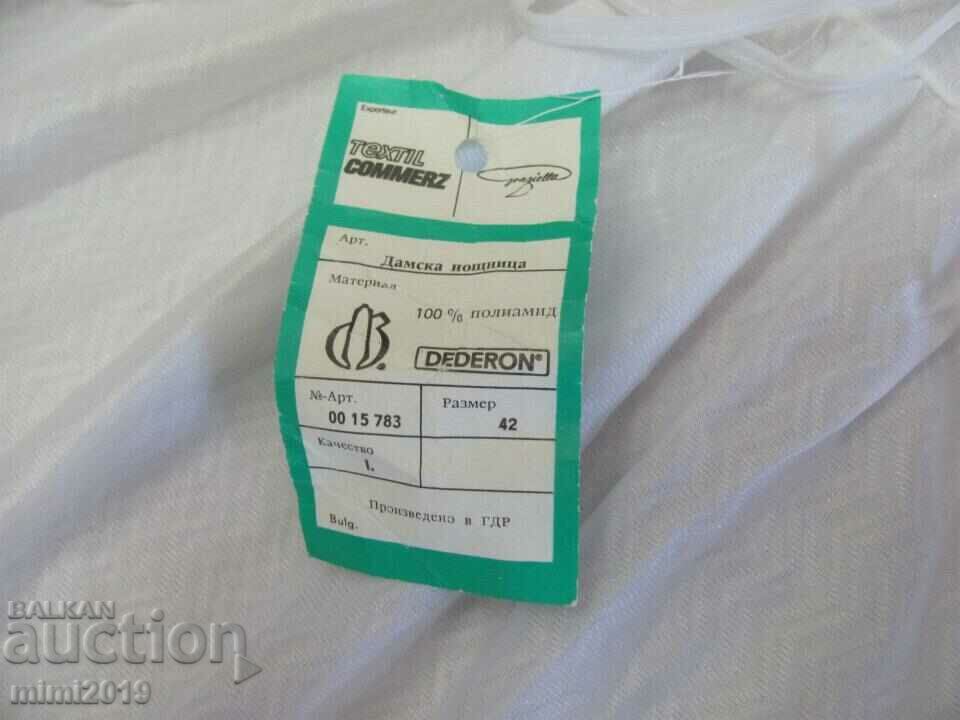 Exporteur
TEXTIL
COMMERZ
Grazietta
Арт.
Дамска нощница
Материал
100 % полиамид
DEDERON®
№-Арт.
00 15 783
Размер
42
Качество
I.
Произведено в ГДР
Bulg.
BALKAN
auction
mimi2019